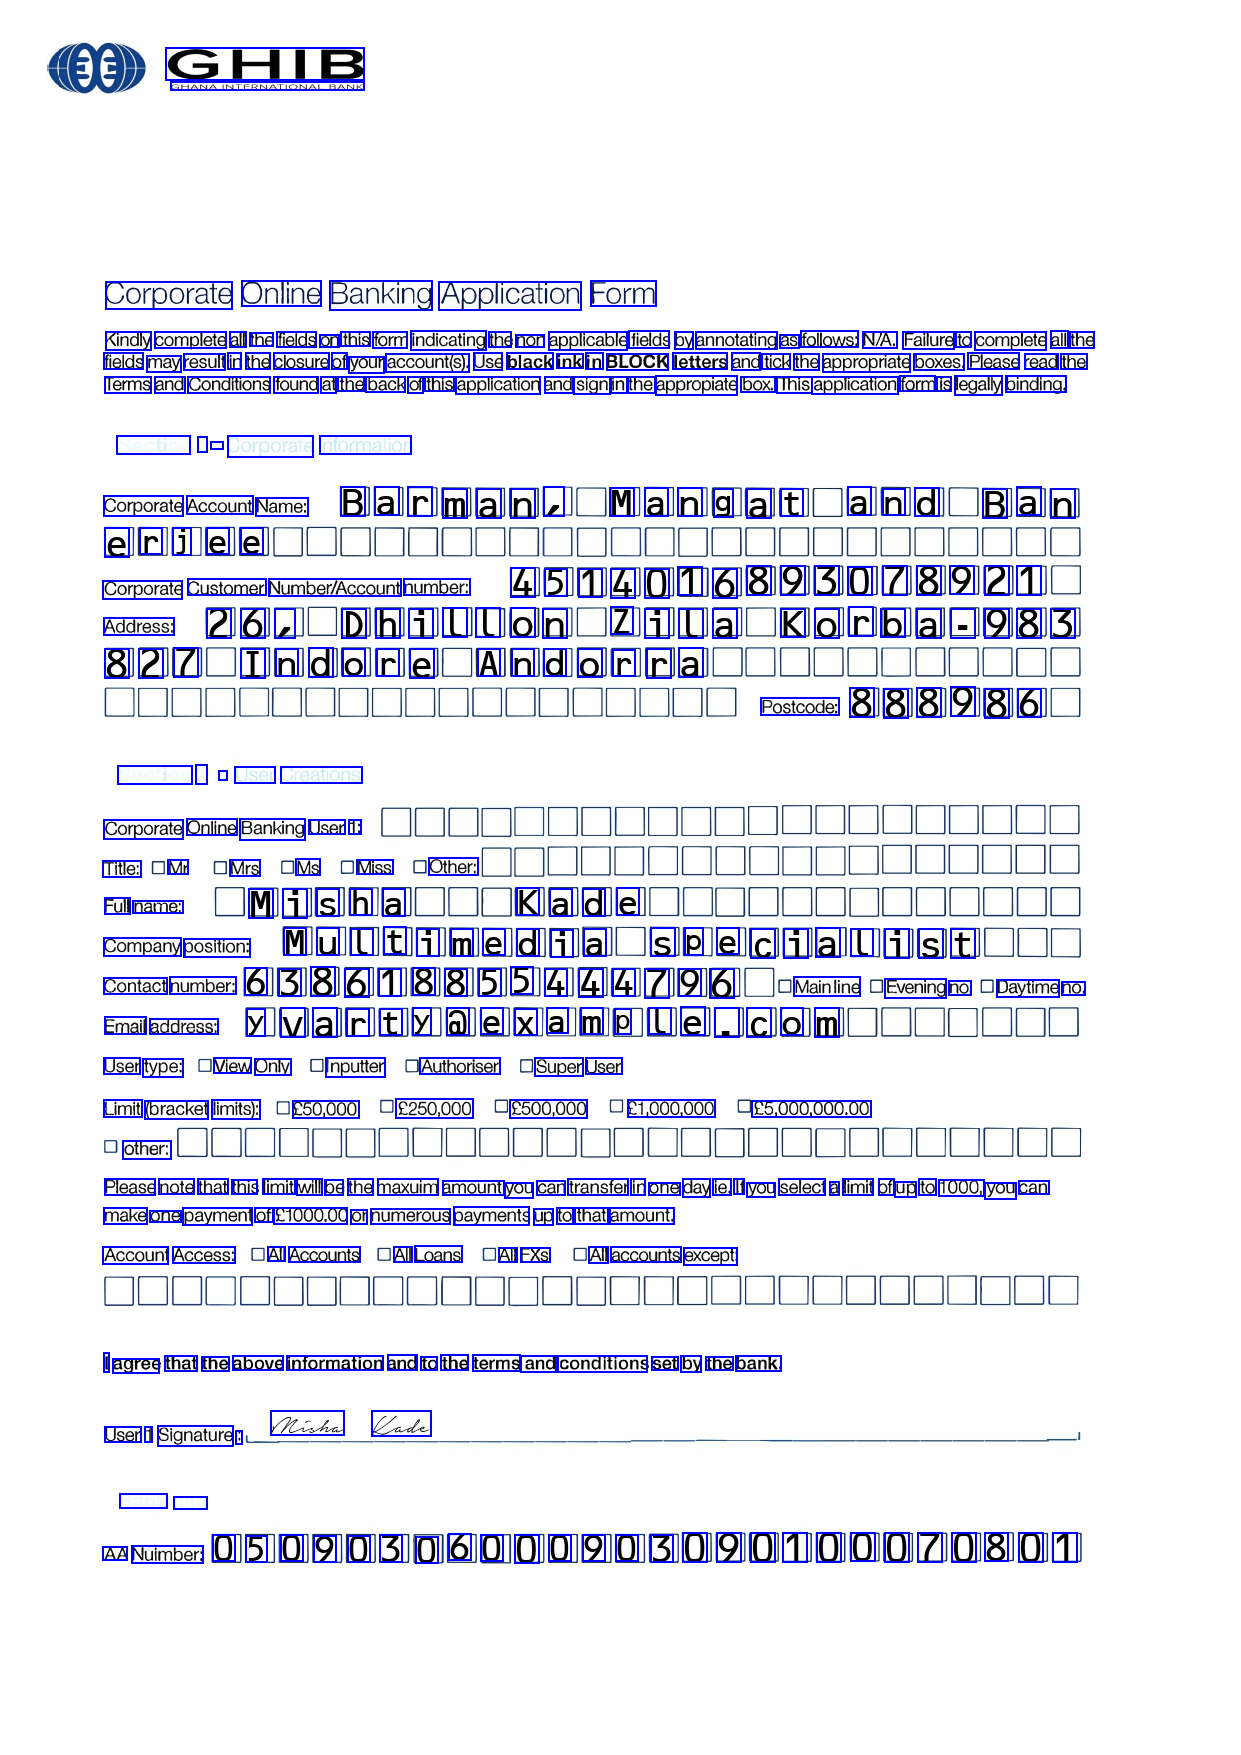 GHIB
GHANA INTERNATIONAL BANK
Corporate Online Banking Application Form
Kindly complete all the fields on this form indicating the non applicable fields by annotating as follows: N/A. Failure to complete all the
fields may result in the closure of your account(s). Use black ink in BLOCK letters and tick the appropriate boxes. Please read the
Terms and Conditions found at the back of this application and sign in the appropiate box. This application form is legally binding.
Section - Corporate Information
Corporate Account Name: Barman, Mangat and Ban
erjee
Corporate Customer Number/Account number: 4514016893078921
Address: 26, Dhillon Zila Korba-983
827 Indore Andorra
Postcode: 888986
Section - User Creations
Corporate Online Banking User 1:
Title: Mr Mrs Ms Miss Other:
Full name: Misha Kade
Company position: Multimedia specialist
Contact number: 638618855444796 Main line Evening no Daytime no.
Email address: yvarty@example.com
User type: View Only Inputter Authoriser Super User
Limit (bracket limits): £50,000 £250,000 £500,000 £1,000,000 £5,000,000.00
other:
Please note that this limit will be the maxuim amount you can transfer in one day ie. If you select a limit of up to 1000, you can
make one payment of £1000.00 or numerous payments up to that amount.
Account Access: All Accounts All Loans All FXs All accounts except
I agree that the above information and to the terms and conditions set by the bank.
User 1 Signature: Misha Kade
AA Nuimber: 05090306000903090100070801